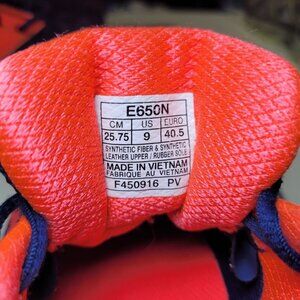 E650N
CM US EURO
25.75 9 40.5
SYNTHETIC FIBER & SYNTHETIC
LEATHER UPPER / RUBBER SOLE
MADE IN VIETNAM
FABRIQUE AU VIETNAM
F450916 PV